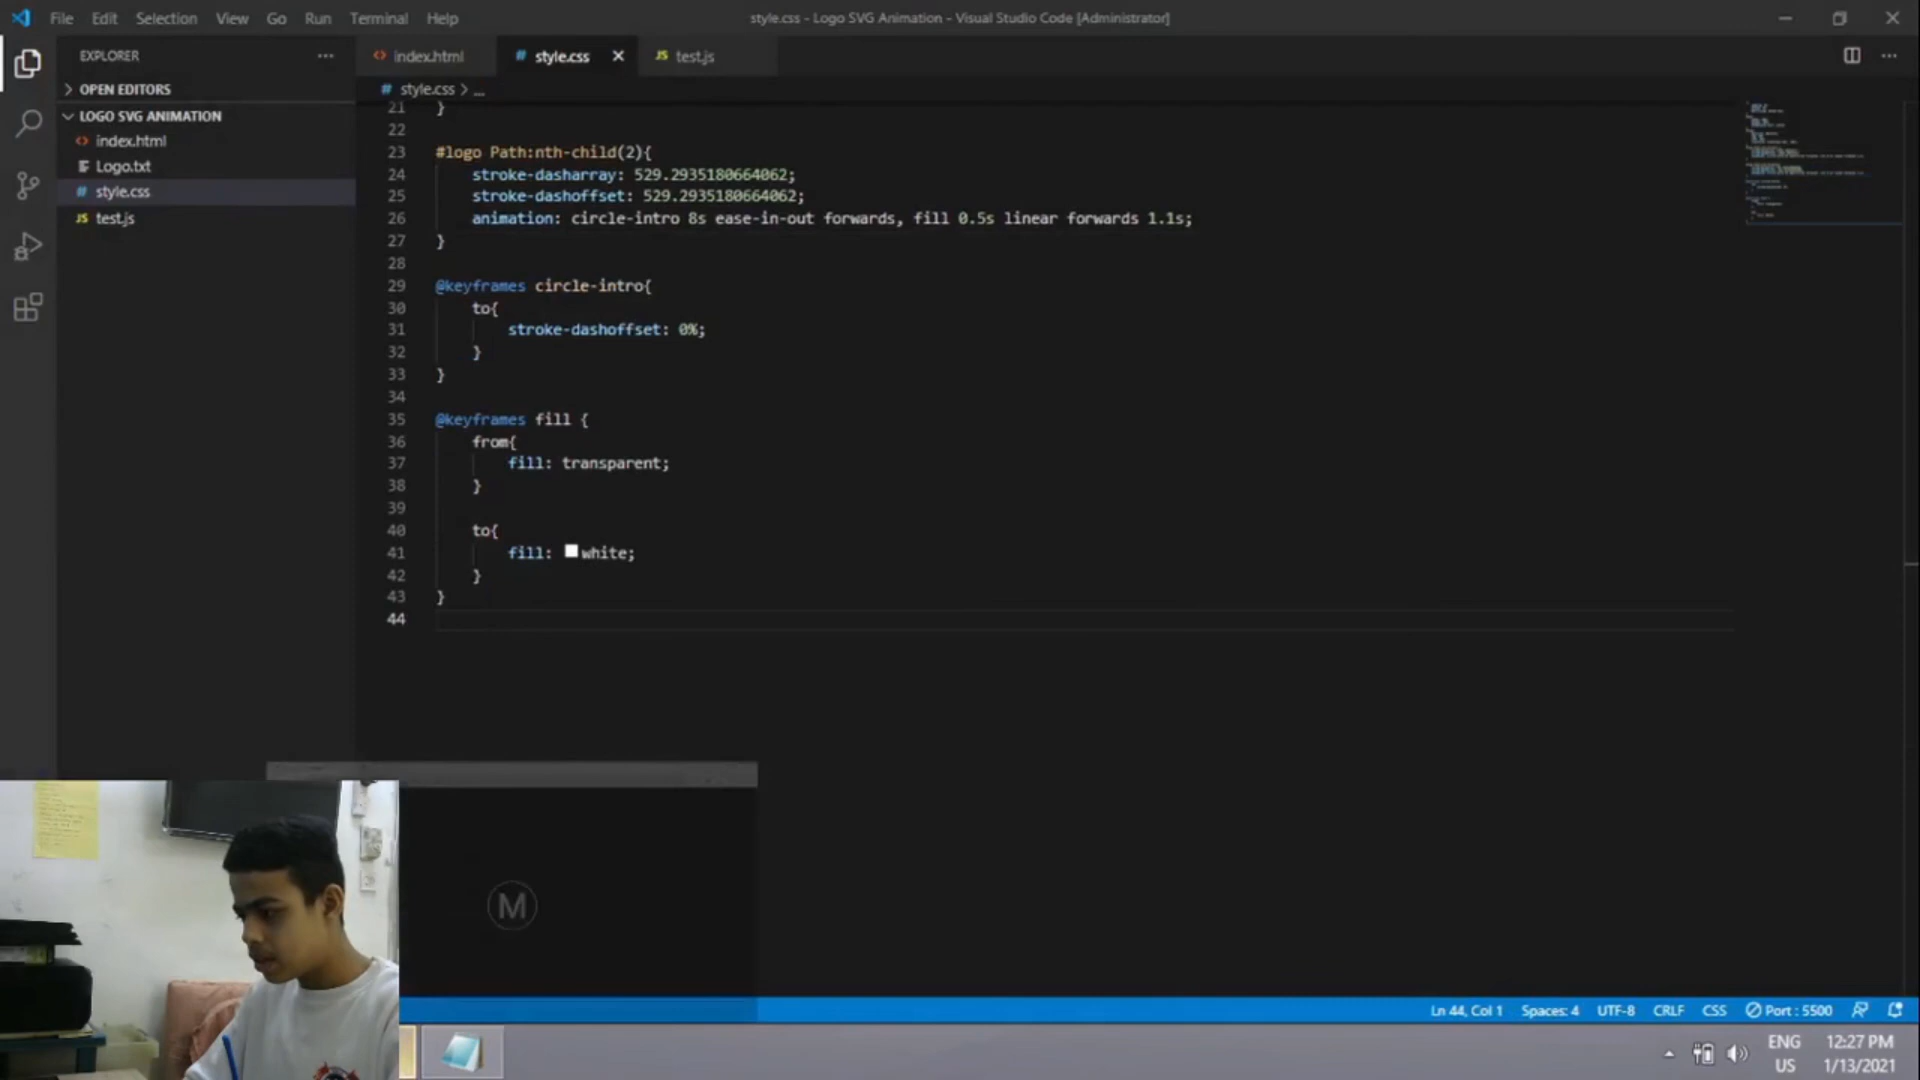 File Edit Selection View Go Run Terminal Help
style.css - Logo SVG Animation - Visual Studio Code [Administrator]
EXPLORER
index.html
style.css
JS test.js
OPEN EDITORS
# style.css > ...
LOGO SVG ANIMATION
index.html
Logo.txt
# style.css
JS test.js
21 }
22
23 #logo Path:nth-child(2){
24 stroke-dasharray: 529.2935180664062;
25 stroke-dashoffset: 529.2935180664062;
26 animation: circle-intro 8s ease-in-out forwards, fill 0.5s linear forwards 1.1s;
27 }
28
29 @keyframes circle-intro{
30 to{
31 stroke-dashoffset: 0%;
32 }
33 }
34
35 @keyframes fill {
36 from{
37 fill: transparent;
38 }
39
40 to{
41 fill: white;
42 }
43 }
44
M
Ln 44, Col 1 Spaces: 4 UTF-8 CRLF CSS Port : 5500
ENG
US
12:27 PM
1/13/2021